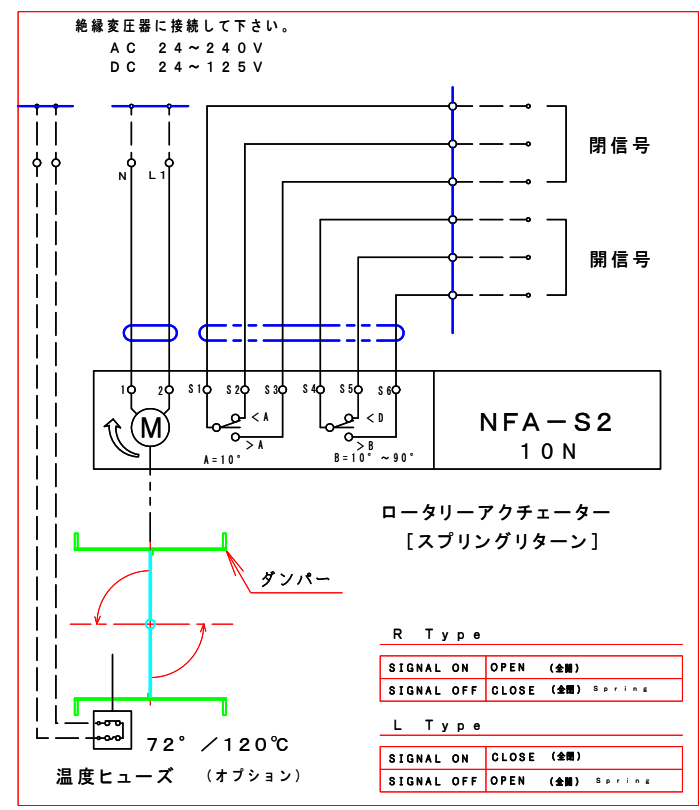 絶縁変圧器に接続して下さい。
AC 24~240V
DC 24~125V
閉信号
N L1
開信号
1 2 S1 S2 S3 S4 S5 S6
<A <D
M
>A >B
A=10° B=10°~90°
NFA-S2
10N
ロータリーアクチェーター
[スプリングリターン]
ダンパー
R Type
SIGNAL ON OPEN (全開)
SIGNAL OFF CLOSE (全閉) Spring
L Type
SIGNAL ON CLOSE (全閉)
SIGNAL OFF OPEN (全開) Spring
72° /120℃
温度ヒューズ (オプション)